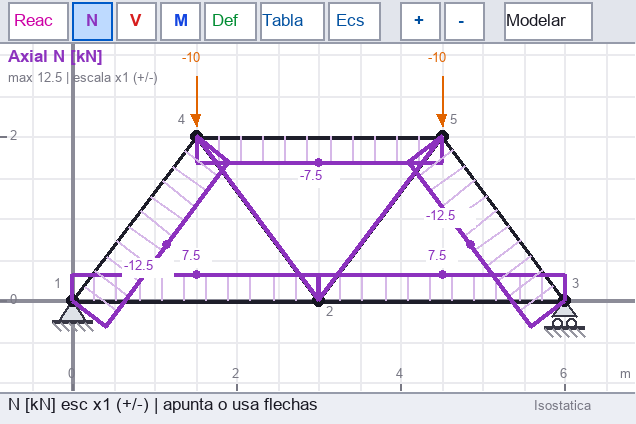 Reac N V M Def Tabla Ecs + - Modelar
Axial N [kN]
max 12.5 | escala x1 (+/-)
-10 -10
4 5
2
-7.5
-12.5
7.5 7.5
-12.5
1 3
0
2
0 2 4 6 m
N [kN] esc x1 (+/-) | apunta o usa flechas Isostatica